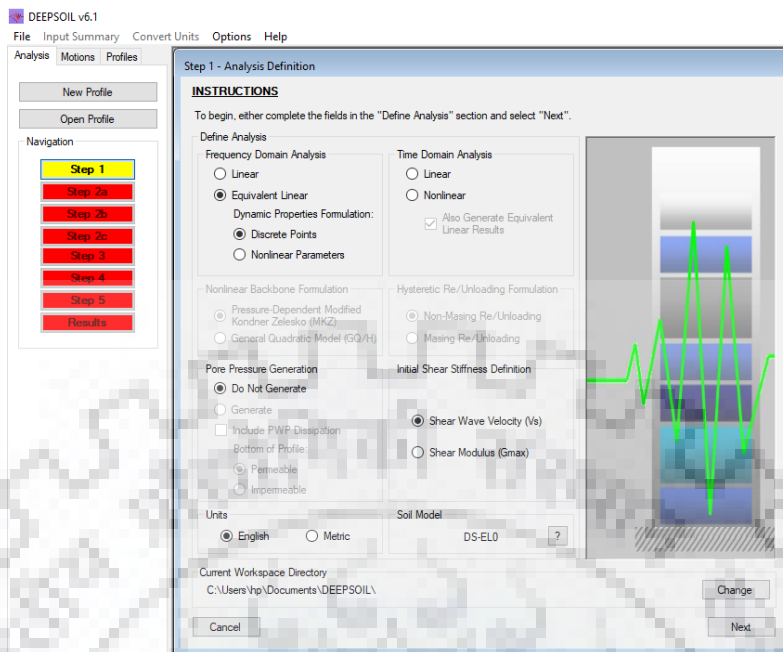 DEEPSOIL v6.1
File Input Summary Convert Units Options Help
Analysis Motions Profiles
New Profile
Open Profile
Navigation
Step 1
Step 2a
Step 2b
Step 2c
Step 3
Step 4
Step 5
Results
Step 1 - Analysis Definition
INSTRUCTIONS
To begin, either complete the fields in the "Define Analysis" section and select "Next".
Define Analysis
Frequency Domain Analysis
Linear
Equivalent Linear
Dynamic Properties Formulation:
Discrete Points
Nonlinear Parameters
Time Domain Analysis
Linear
Nonlinear
Also Generate Equivalent
Linear Results
Nonlinear Backbone Formulation
Pressure-Dependent Modified
Kondner Zelesko (MKZ)
General Quadratic Model (GQ/H)
Hysteretic Re/Unloading Formulation
Non-Masing Re/Unloading
Masing Re/Unloading
Pore Pressure Generation
Do Not Generate
Generate
Include PWP Dissipation
Bottom of Profile:
Permeable
Impermeable
Initial Shear Stiffness Definition
Shear Wave Velocity (Vs)
Shear Modulus (Gmax)
Units
English
Metric
Soil Model
DS-EL0
?
Current Workspace Directory
C:\Users\hp\Documents\DEEPSOIL\
Change
Cancel
Next